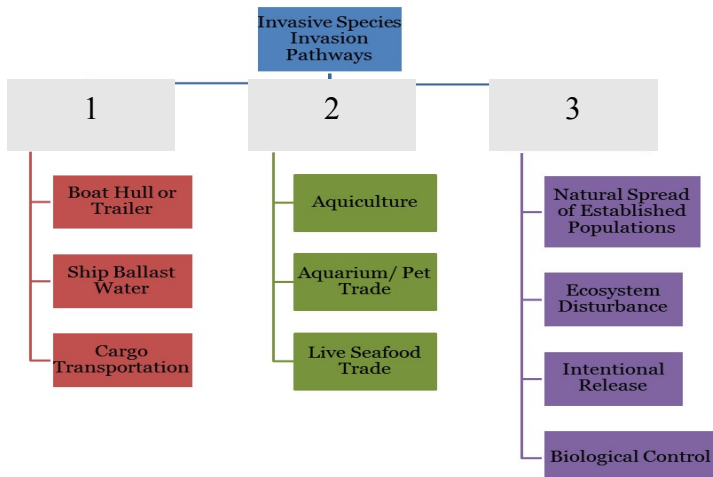 Invasive Species
Invasion
Pathways
1
2
3
Boat Hull or
Trailer
Ship Ballast
Water
Cargo
Transportation
Aquiculture
Aquarium/ Pet
Trade
Live Seafood
Trade
Natural Spread
of Established
Populations
Ecosystem
Disturbance
Intentional
Release
Biological Control